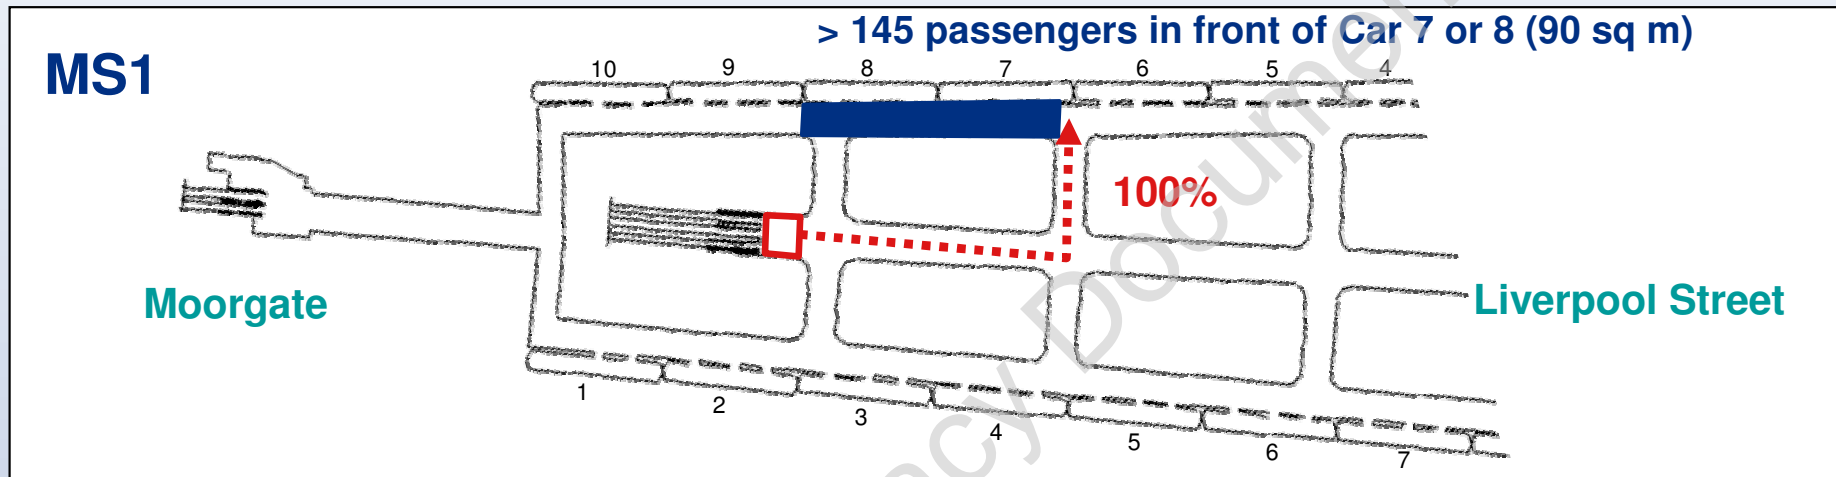 > 145 passengers in front of Car 7 or 8 (90 sq m)
MS1
10 9 8 7 6 5 4
100%
Moorgate
Liverpool Street
1 2 3 4 5 6 7